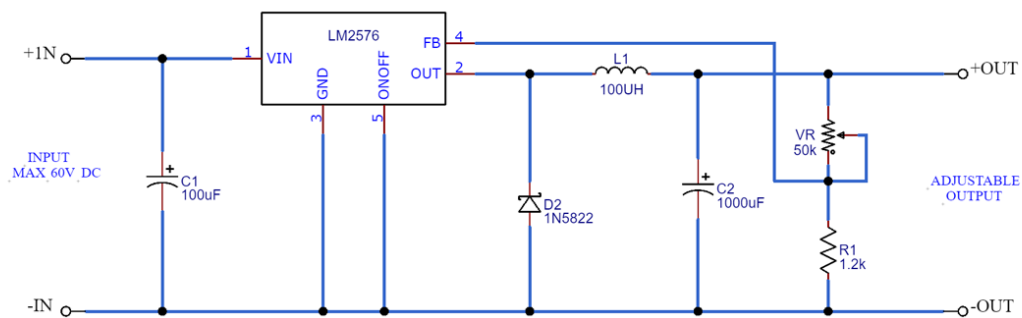 LM2576
+1N
1
VIN
FB
4
OUT
2
GND
3
ONOFF
5
L1
100UH
+OUT
VR
50k
INPUT
MAX 60V DC
C1
100uF
D2
1N5822
C2
1000uF
ADJUSTABLE
OUTPUT
R1
1.2k
-IN
-OUT